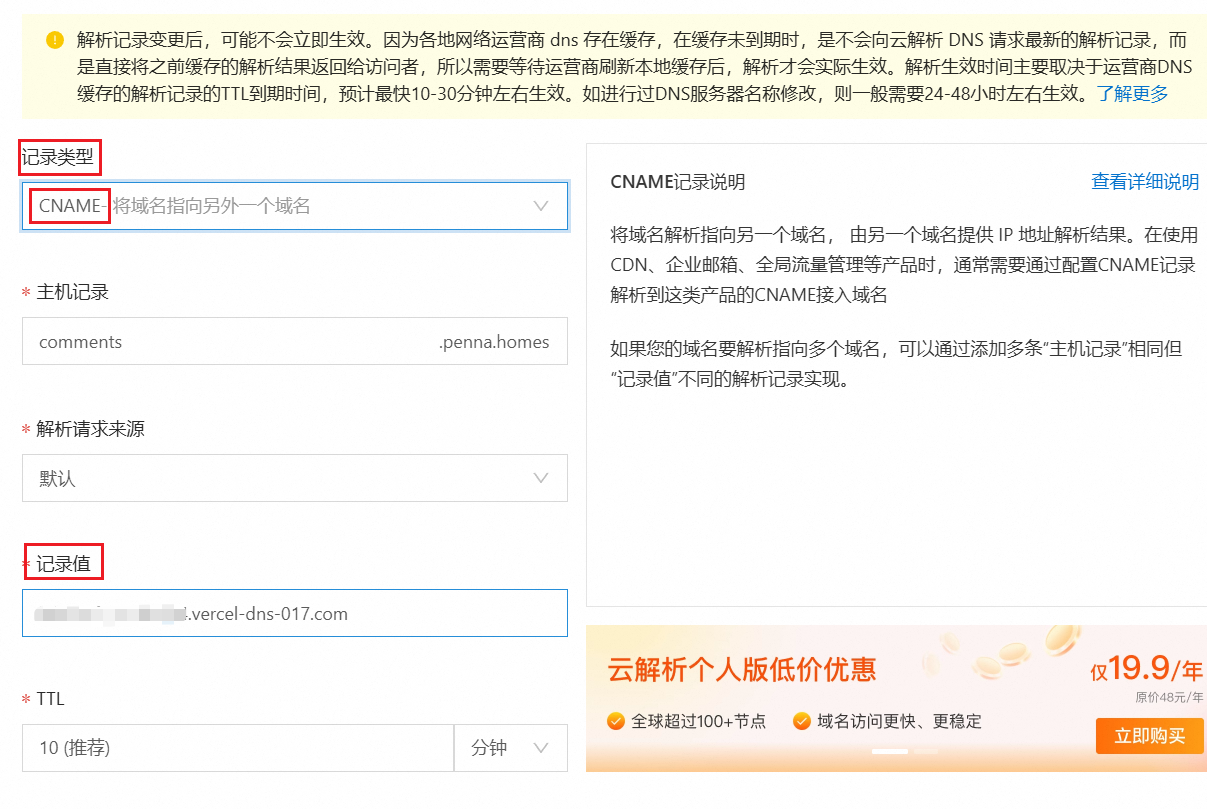 解析记录变更后，可能不会立即生效。因为各地网络运营商 dns 存在缓存，在缓存未到期时，是不会向云解析 DNS 请求最新的解析记录，而
是直接将之前缓存的解析结果返回给访问者，所以需要等待运营商刷新本地缓存后，解析才会实际生效。解析生效时间主要取决于运营商DNS
缓存的解析记录的TTL到期时间，预计最快10-30分钟左右生效。如进行过DNS服务器名称修改，则一般需要24-48小时左右生效。了解更多
记录类型
CNAME- 将域名指向另外一个域名
* 主机记录
comments .penna.homes
* 解析请求来源
默认
* 记录值
.vercel-dns-017.com
* TTL
10 (推荐) 分钟
CNAME记录说明 查看详细说明
将域名解析指向另一个域名， 由另一个域名提供 IP 地址解析结果。在使用
CDN、企业邮箱、全局流量管理等产品时，通常需要通过配置CNAME记录
解析到这类产品的CNAME接入域名
如果您的域名要解析指向多个域名，可以通过添加多条“主机记录”相同但
“记录值”不同的解析记录实现。
云解析个人版低价优惠
全球超过100+节点 域名访问更快、更稳定
仅19.9/年
原价48元/年
立即购买